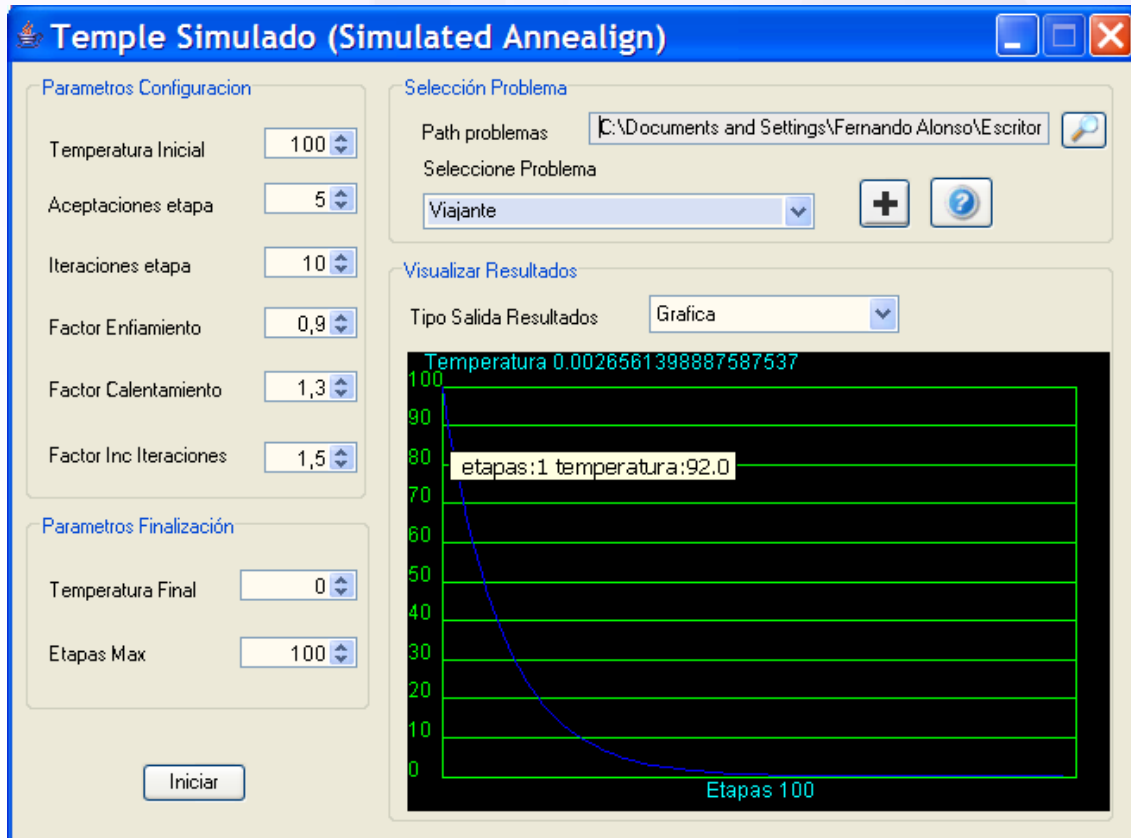 Temple Simulado (Simulated Annealign)
Parametros Configuracion
Temperatura Inicial 100
Aceptaciones etapa 5
Iteraciones etapa 10
Factor Enfiamiento 0,9
Factor Calentamiento 1,3
Factor Inc Iteraciones 1,5
Parametros Finalización
Temperatura Final 0
Etapas Max 100
Iniciar
Selección Problema
Path problemas C:\Documents and Settings\Fernando Alonso\Escritor
Seleccione Problema
Viajante
Visualizar Resultados
Tipo Salida Resultados Grafica
Temperatura 0.0026561398887587537
100
90
80
etapas:1 temperatura:92.0
70
60
50
40
30
20
10
0
Etapas 100